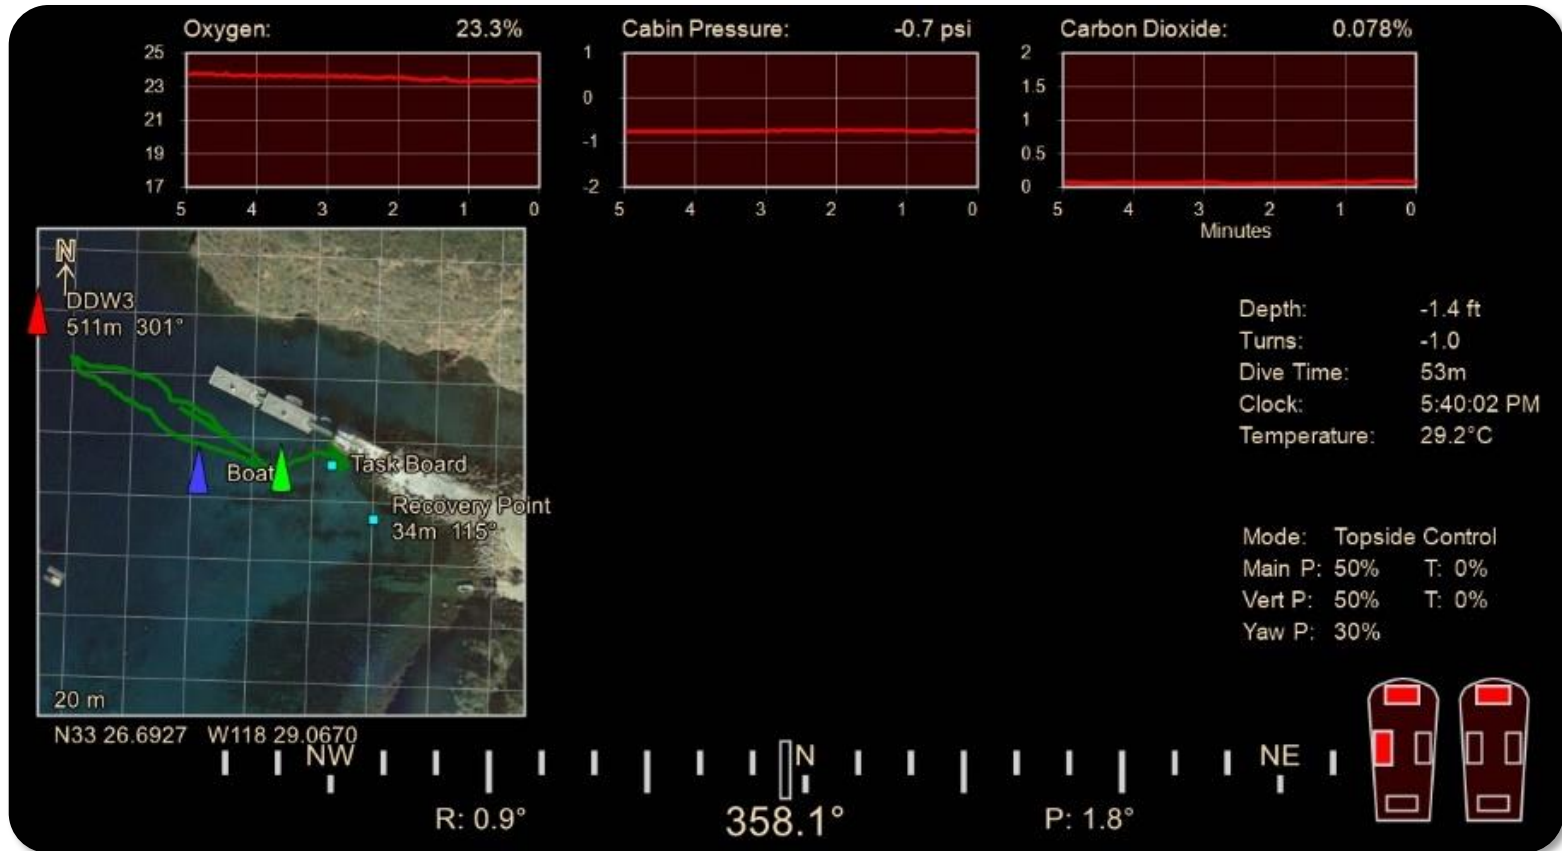 Oxygen: 23.3% Cabin Pressure: -0.7 psi Carbon Dioxide: 0.078%
25
23
21
19
17
5 4 3 2 1 0
1
0
-1
-2
5 4 3 2 1 0
2
1.5
1
0.5
0
5 4 3 2 1 0
Minutes
N
DDW3
511m 301°
Boat
Task Board
Recovery Point
34m 115°
20 m
N33 26.6927 W118 29.0670
Depth: -1.4 ft
Turns: -1.0
Dive Time: 53m
Clock: 5:40:02 PM
Temperature: 29.2°C
Mode: Topside Control
Main P: 50% T: 0%
Vert P: 50% T: 0%
Yaw P: 30%
NW N NE
R: 0.9° 358.1° P: 1.8°